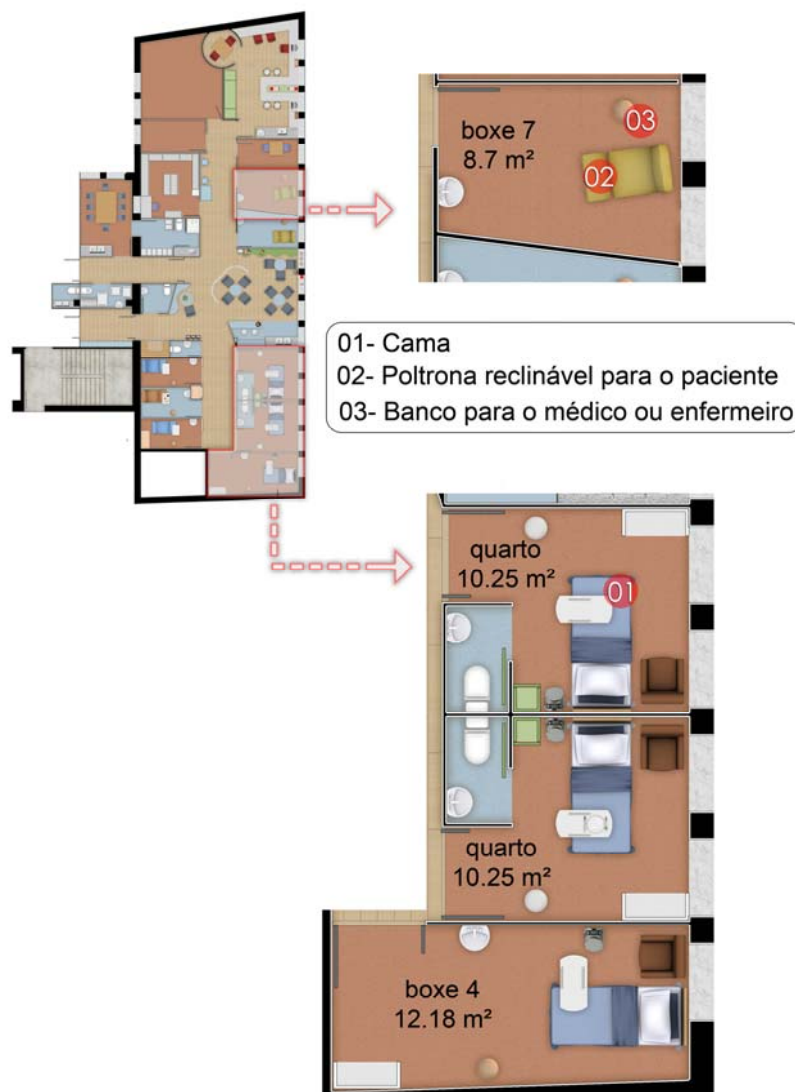 boxe 7
8.7 m²
03
02
01- Cama
02- Poltrona reclinável para o paciente
03- Banco para o médico ou enfermeiro
quarto
10.25 m²
01
quarto
10.25 m²
boxe 4
12.18 m²